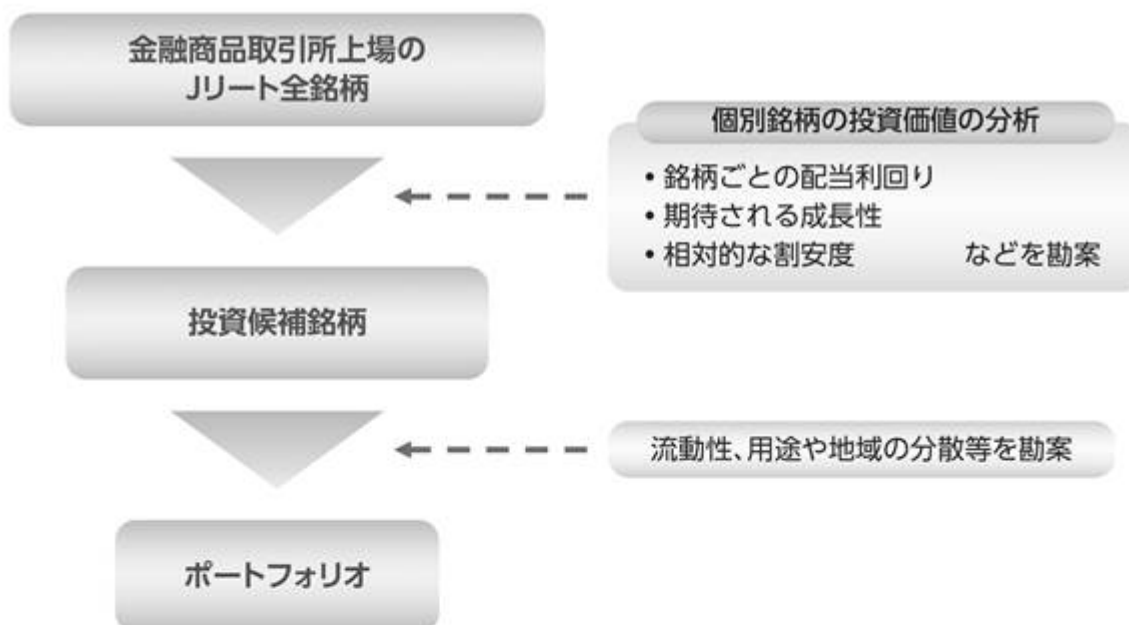 金融商品取引所上場の
Jリート全銘柄
個別銘柄の投資価値の分析
• 銘柄ごとの配当利回り
• 期待される成長性
• 相対的な割安度 などを勘案
投資候補銘柄
流動性、用途や地域の分散等を勘案
ポートフォリオ